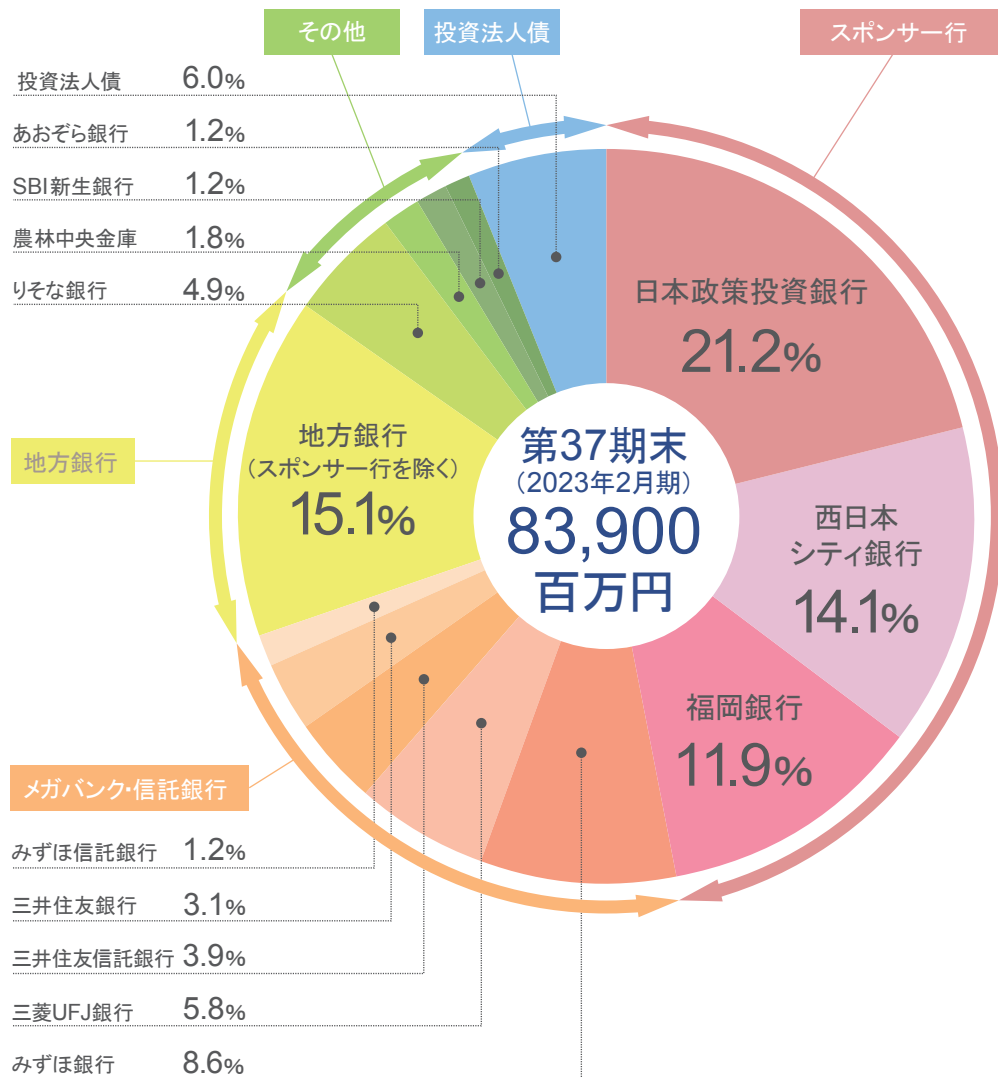 その他
投資法人債
スポンサー行
投資法人債 6.0%
あおぞら銀行 1.2%
SBI新生銀行 1.2%
農林中央金庫 1.8%
りそな銀行 4.9%
日本政策投資銀行
21.2%
西日本
シティ銀行
14.1%
福岡銀行
11.9%
地方銀行
地方銀行
(スポンサー行を除く)
15.1%
第37期末
(2023年2月期)
83,900
百万円
メガバンク・信託銀行
みずほ信託銀行 1.2%
三井住友銀行 3.1%
三井住友信託銀行 3.9%
三菱UFJ銀行 5.8%
みずほ銀行 8.6%